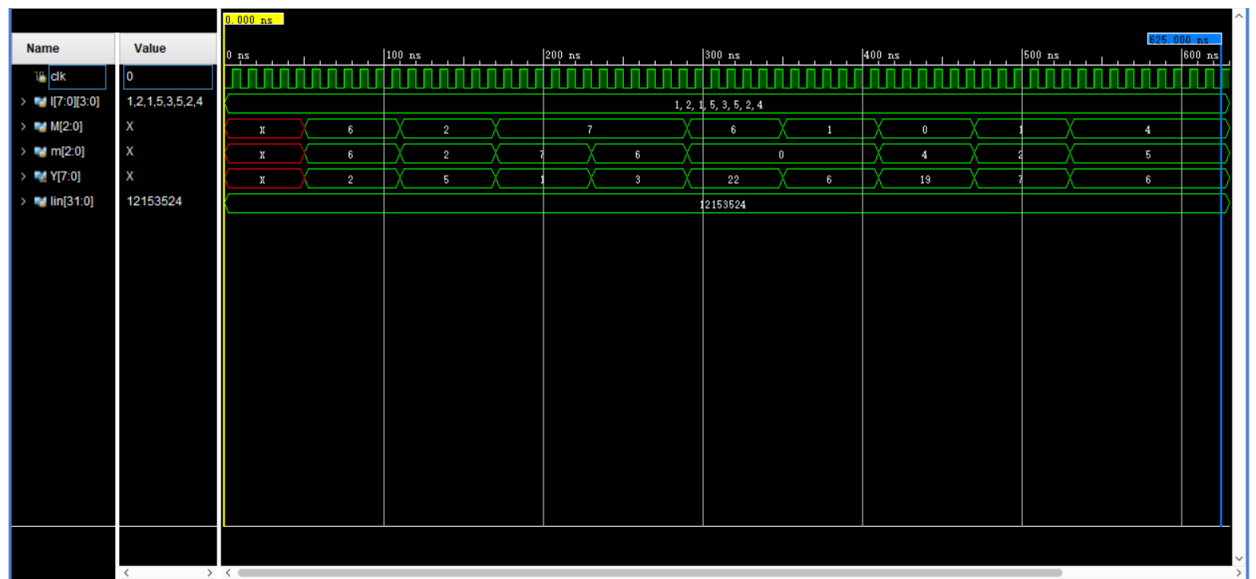 0.000 ns
625.000 ns
Name Value
0 ns 100 ns 200 ns 300 ns 400 ns 500 ns 600 ns
clk 0
I[7:0][3:0] 1,2,1,5,3,5,2,4 1, 2, 1, 5, 3, 5, 2, 4
M[2:0] X X 6 2 7 6 1 0 1 4
m[2:0] X X 6 2 7 6 0 4 2 5
Y[7:0] X X 2 5 1 3 22 6 19 7 6
lin[31:0] 12153524 12153524